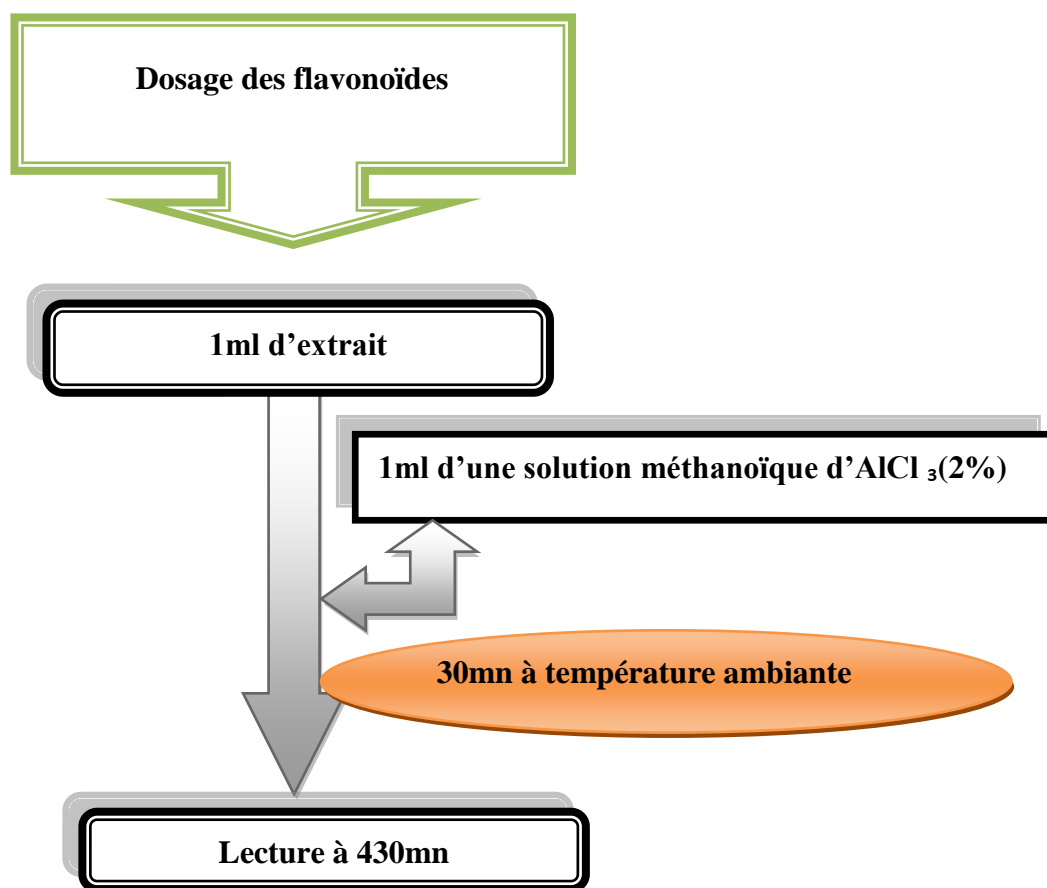 Dosage des flavonoïdes
1ml d’extrait
1ml d’une solution méthanoïque d’AlCl ₃(2%)
30mn à température ambiante
Lecture à 430mn